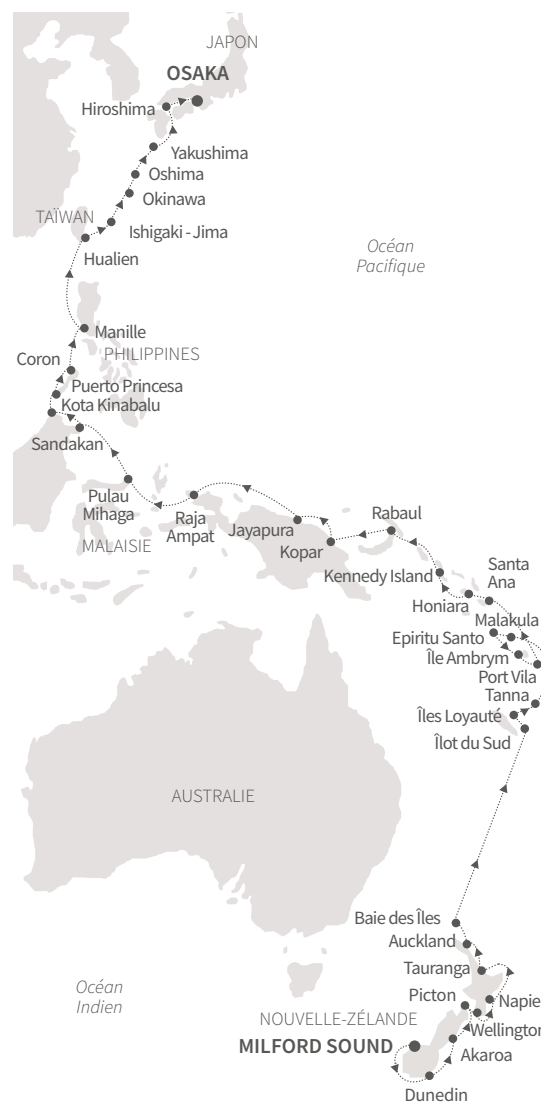 JAPON
OSAKA
Hiroshima
Yakushima
Oshima
Okinawa
TAÏWAN
Ishigaki - Jima
Hualien
Océan
Pacifique
Manille
PHILIPPINES
Coron
Puerto Princesa
Kota Kinabalu
Sandakan
Pulau
Mihaga
MALAISIE
Raja
Ampat
Jayapura
Kopar
Rabaul
Kennedy Island
Santa
Ana
Honiara
Malakula
Epiritu Santo
Île Ambrym
Port Vila
Tanna
Îles Loyauté
Îlot du Sud
AUSTRALIE
Baie des Îles
Auckland
Tauranga
Océan
Indien
Picton
Napie
NOUVELLE-ZÉLANDE
Wellington
MILFORD SOUND
Akaroa
Dunedin